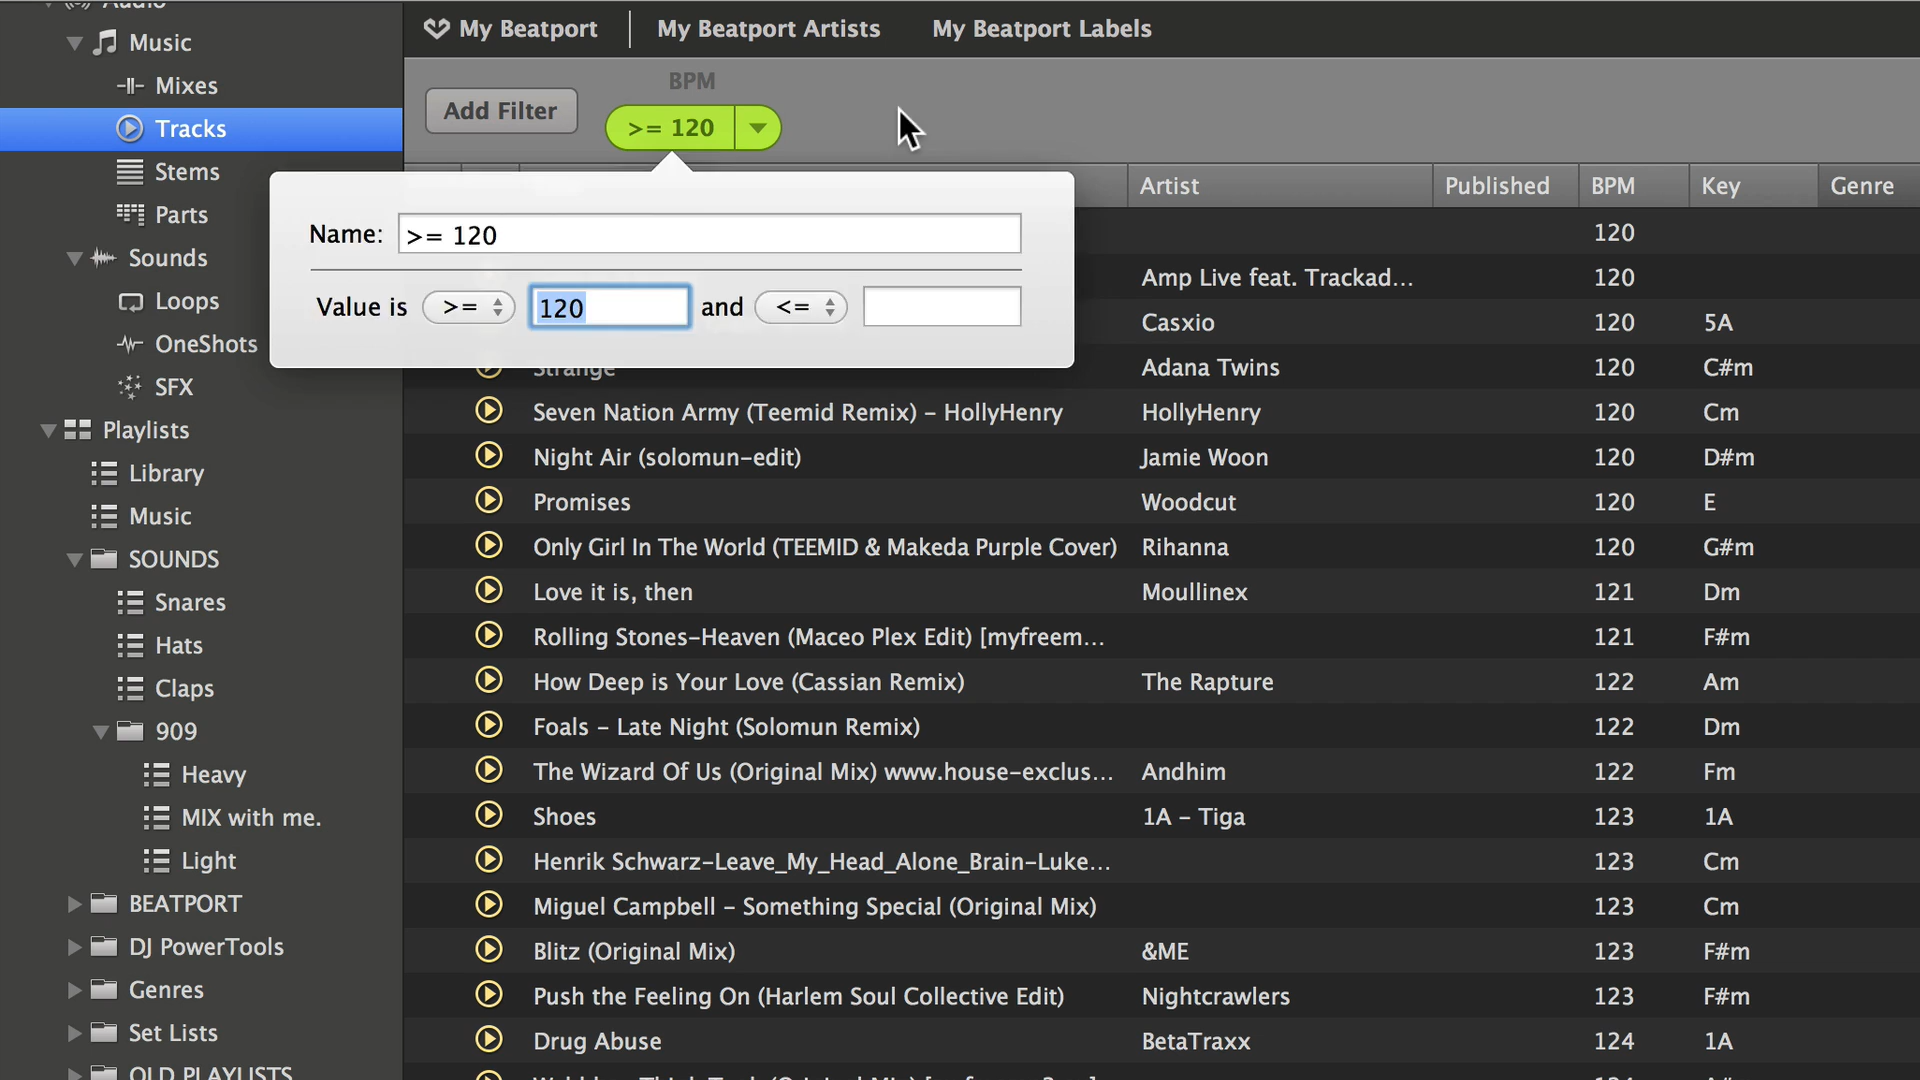 Audio
Music
Mixes
Tracks
Stems
Parts
Sounds
Loops
OneShots
SFX
Playlists
Library
Music
SOUNDS
Snares
Hats
Claps
909
Heavy
MIX with me.
Light
BEATPORT
DJ PowerTools
Genres
Set Lists
OLD PLAYLISTS
My Beatport
My Beatport Artists
My Beatport Labels
Add Filter
BPM
>= 120
Name: >= 120
Value is >= 120 and <=
Artist Published BPM Key Genre
120
Amp Live feat. Trackad... 120
Casxio 120 5A
Strange Adana Twins 120 C#m
Seven Nation Army (Teemid Remix) – HollyHenry HollyHenry 120 Cm
Night Air (solomun-edit) Jamie Woon 120 D#m
Promises Woodcut 120 E
Only Girl In The World (TEEMID & Makeda Purple Cover) Rihanna 120 G#m
Love it is, then Moullinex 121 Dm
Rolling Stones-Heaven (Maceo Plex Edit) [myfreem... 121 F#m
How Deep is Your Love (Cassian Remix) The Rapture 122 Am
Foals – Late Night (Solomun Remix) 122 Dm
The Wizard Of Us (Original Mix) www.house-exclus... Andhim 122 Fm
Shoes 1A – Tiga 123 1A
Henrik Schwarz-Leave_My_Head_Alone_Brain-Luke... 123 Cm
Miguel Campbell – Something Special (Original Mix) 123 Cm
Blitz (Original Mix) &ME 123 F#m
Push the Feeling On (Harlem Soul Collective Edit) Nightcrawlers 123 F#m
Drug Abuse BetaTraxx 124 1A